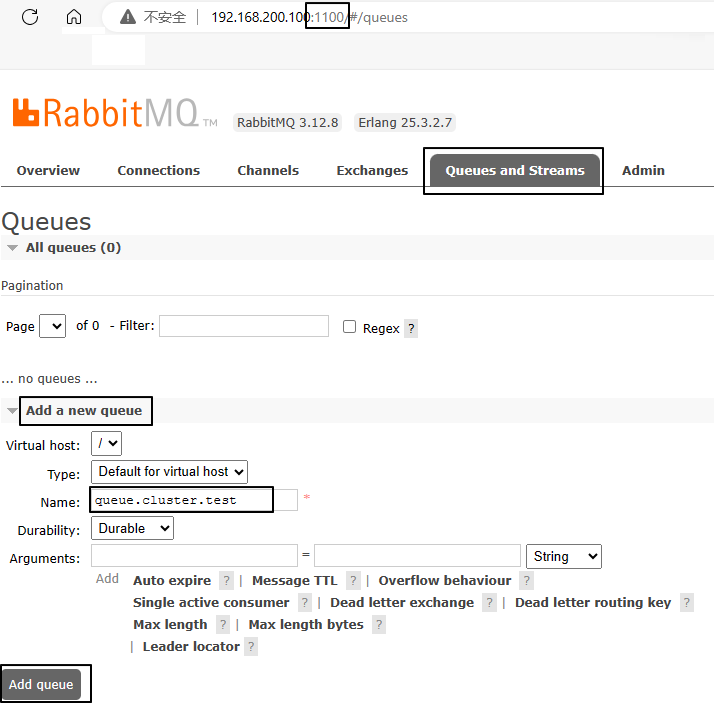 不安全 192.168.200.100:1100/#/queues
RabbitMQ TM RabbitMQ 3.12.8 Erlang 25.3.2.7
Overview Connections Channels Exchanges Queues and Streams Admin
Queues
All queues (0)
Pagination
Page of 0 - Filter: Regex ?
... no queues ...
Add a new queue
Virtual host: /
Type: Default for virtual host
Name: queue.cluster.test *
Durability: Durable
Arguments: = String
Add Auto expire ? | Message TTL ? | Overflow behaviour ?
Single active consumer ? | Dead letter exchange ? | Dead letter routing key ?
Max length ? | Max length bytes ?
| Leader locator ?
Add queue